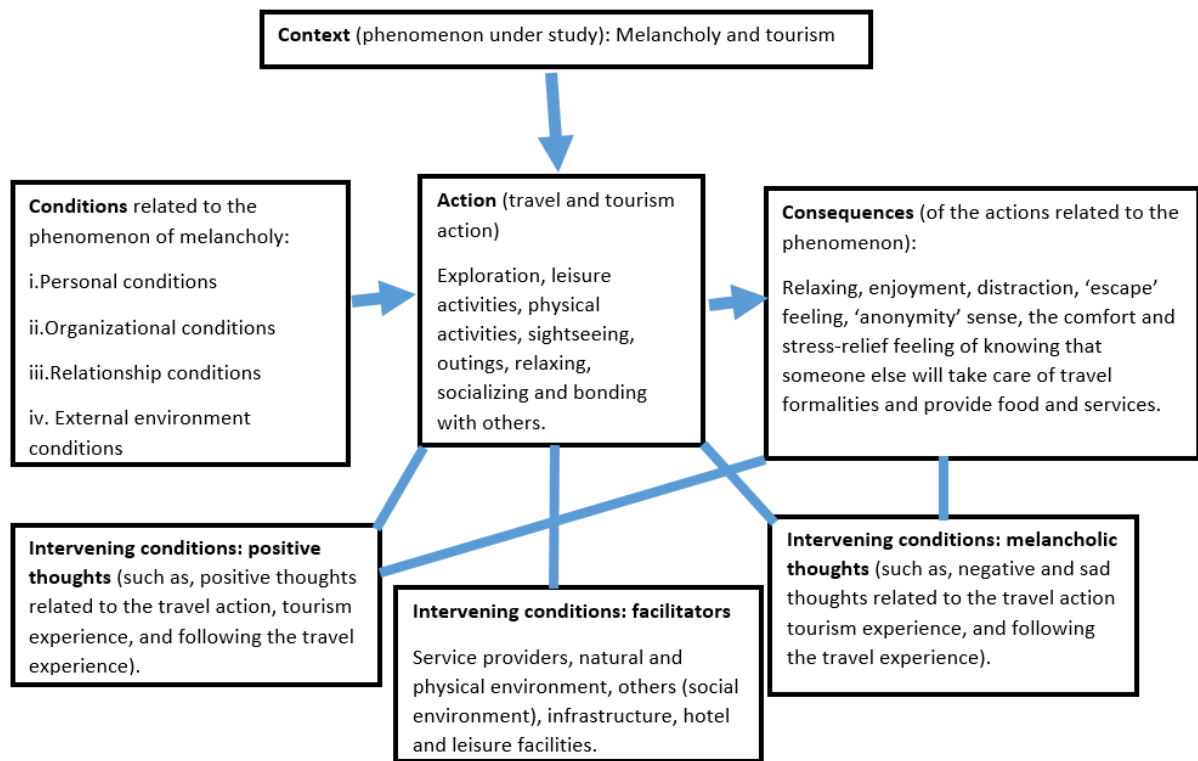 Context (phenomenon under study): Melancholy and tourism
Conditions related to the
phenomenon of melancholy:
i.Personal conditions
ii.Organizational conditions
iii.Relationship conditions
iv. External environment
conditions
Action (travel and tourism
action)
Exploration, leisure
activities, physical
activities, sightseeing,
outings, relaxing,
socializing and bonding
with others.
Consequences (of the actions related to the
phenomenon):
Relaxing, enjoyment, distraction, ‘escape’
feeling, ‘anonymity’ sense, the comfort and
stress-relief feeling of knowing that
someone else will take care of travel
formalities and provide food and services.
Intervening conditions: positive
thoughts (such as, positive thoughts
related to the travel action, tourism
experience, and following the travel
experience).
Intervening conditions: facilitators
Service providers, natural and
physical environment, others (social
environment), infrastructure, hotel
and leisure facilities.
Intervening conditions: melancholic
thoughts (such as, negative and sad
thoughts related to the travel action
tourism experience, and following
the travel experience).